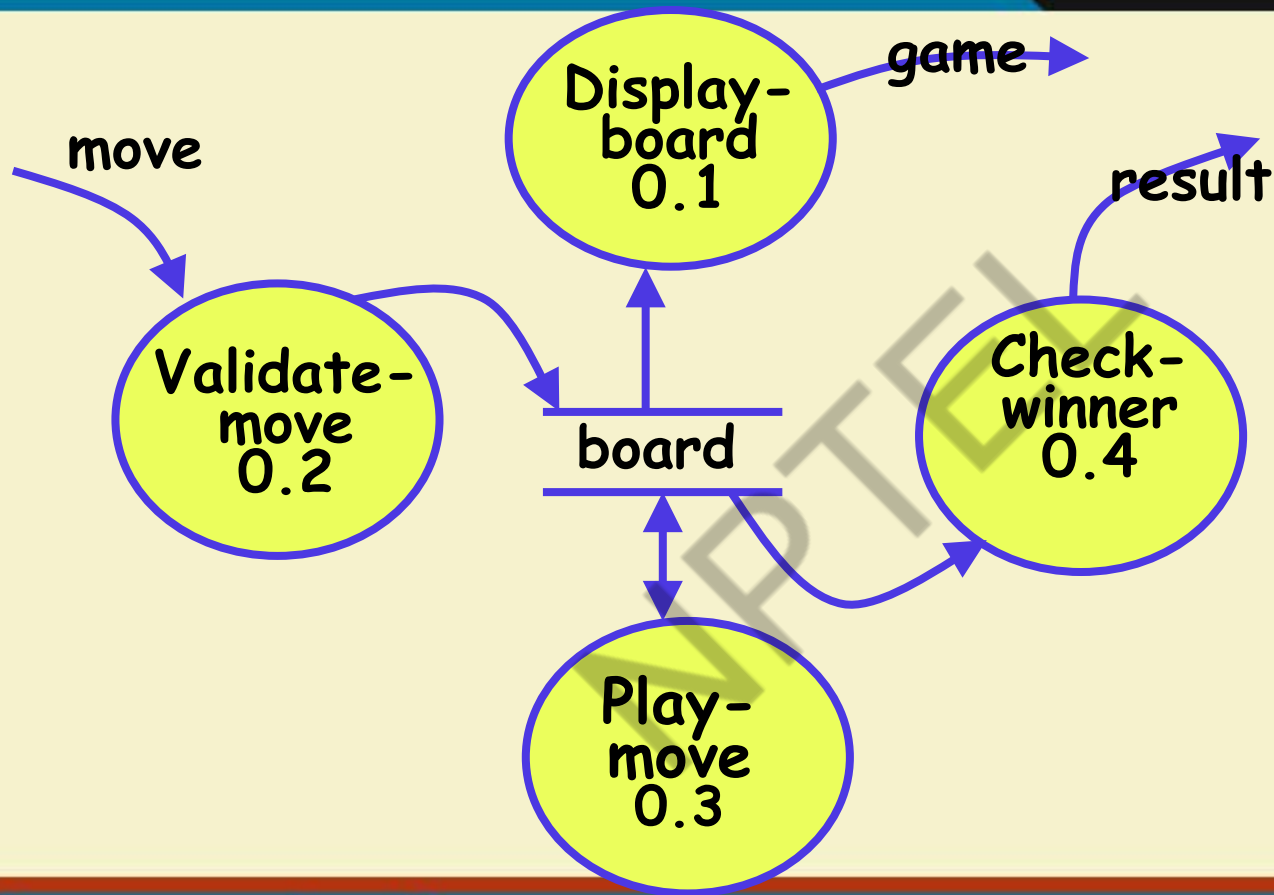 move
Display-
board
0.1
game
result
Validate-
move
0.2
board
Check-
winner
0.4
Play-
move
0.3
NPTEL